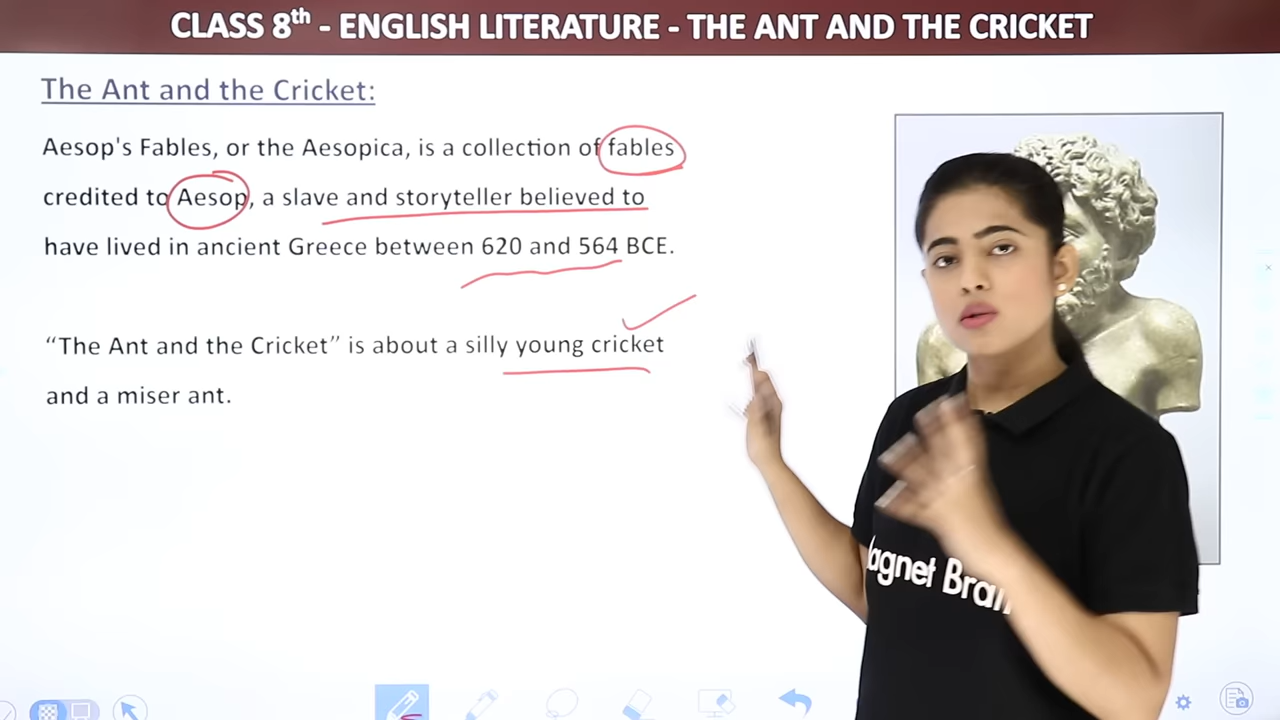 CLASS 8th - ENGLISH LITERATURE - THE ANT AND THE CRICKET
The Ant and the Cricket:
Aesop's Fables, or the Aesopica, is a collection of fables
credited to Aesop, a slave and storyteller believed to
have lived in ancient Greece between 620 and 564 BCE.
“The Ant and the Cricket” is about a silly young cricket
and a miser ant.
agnet Brain